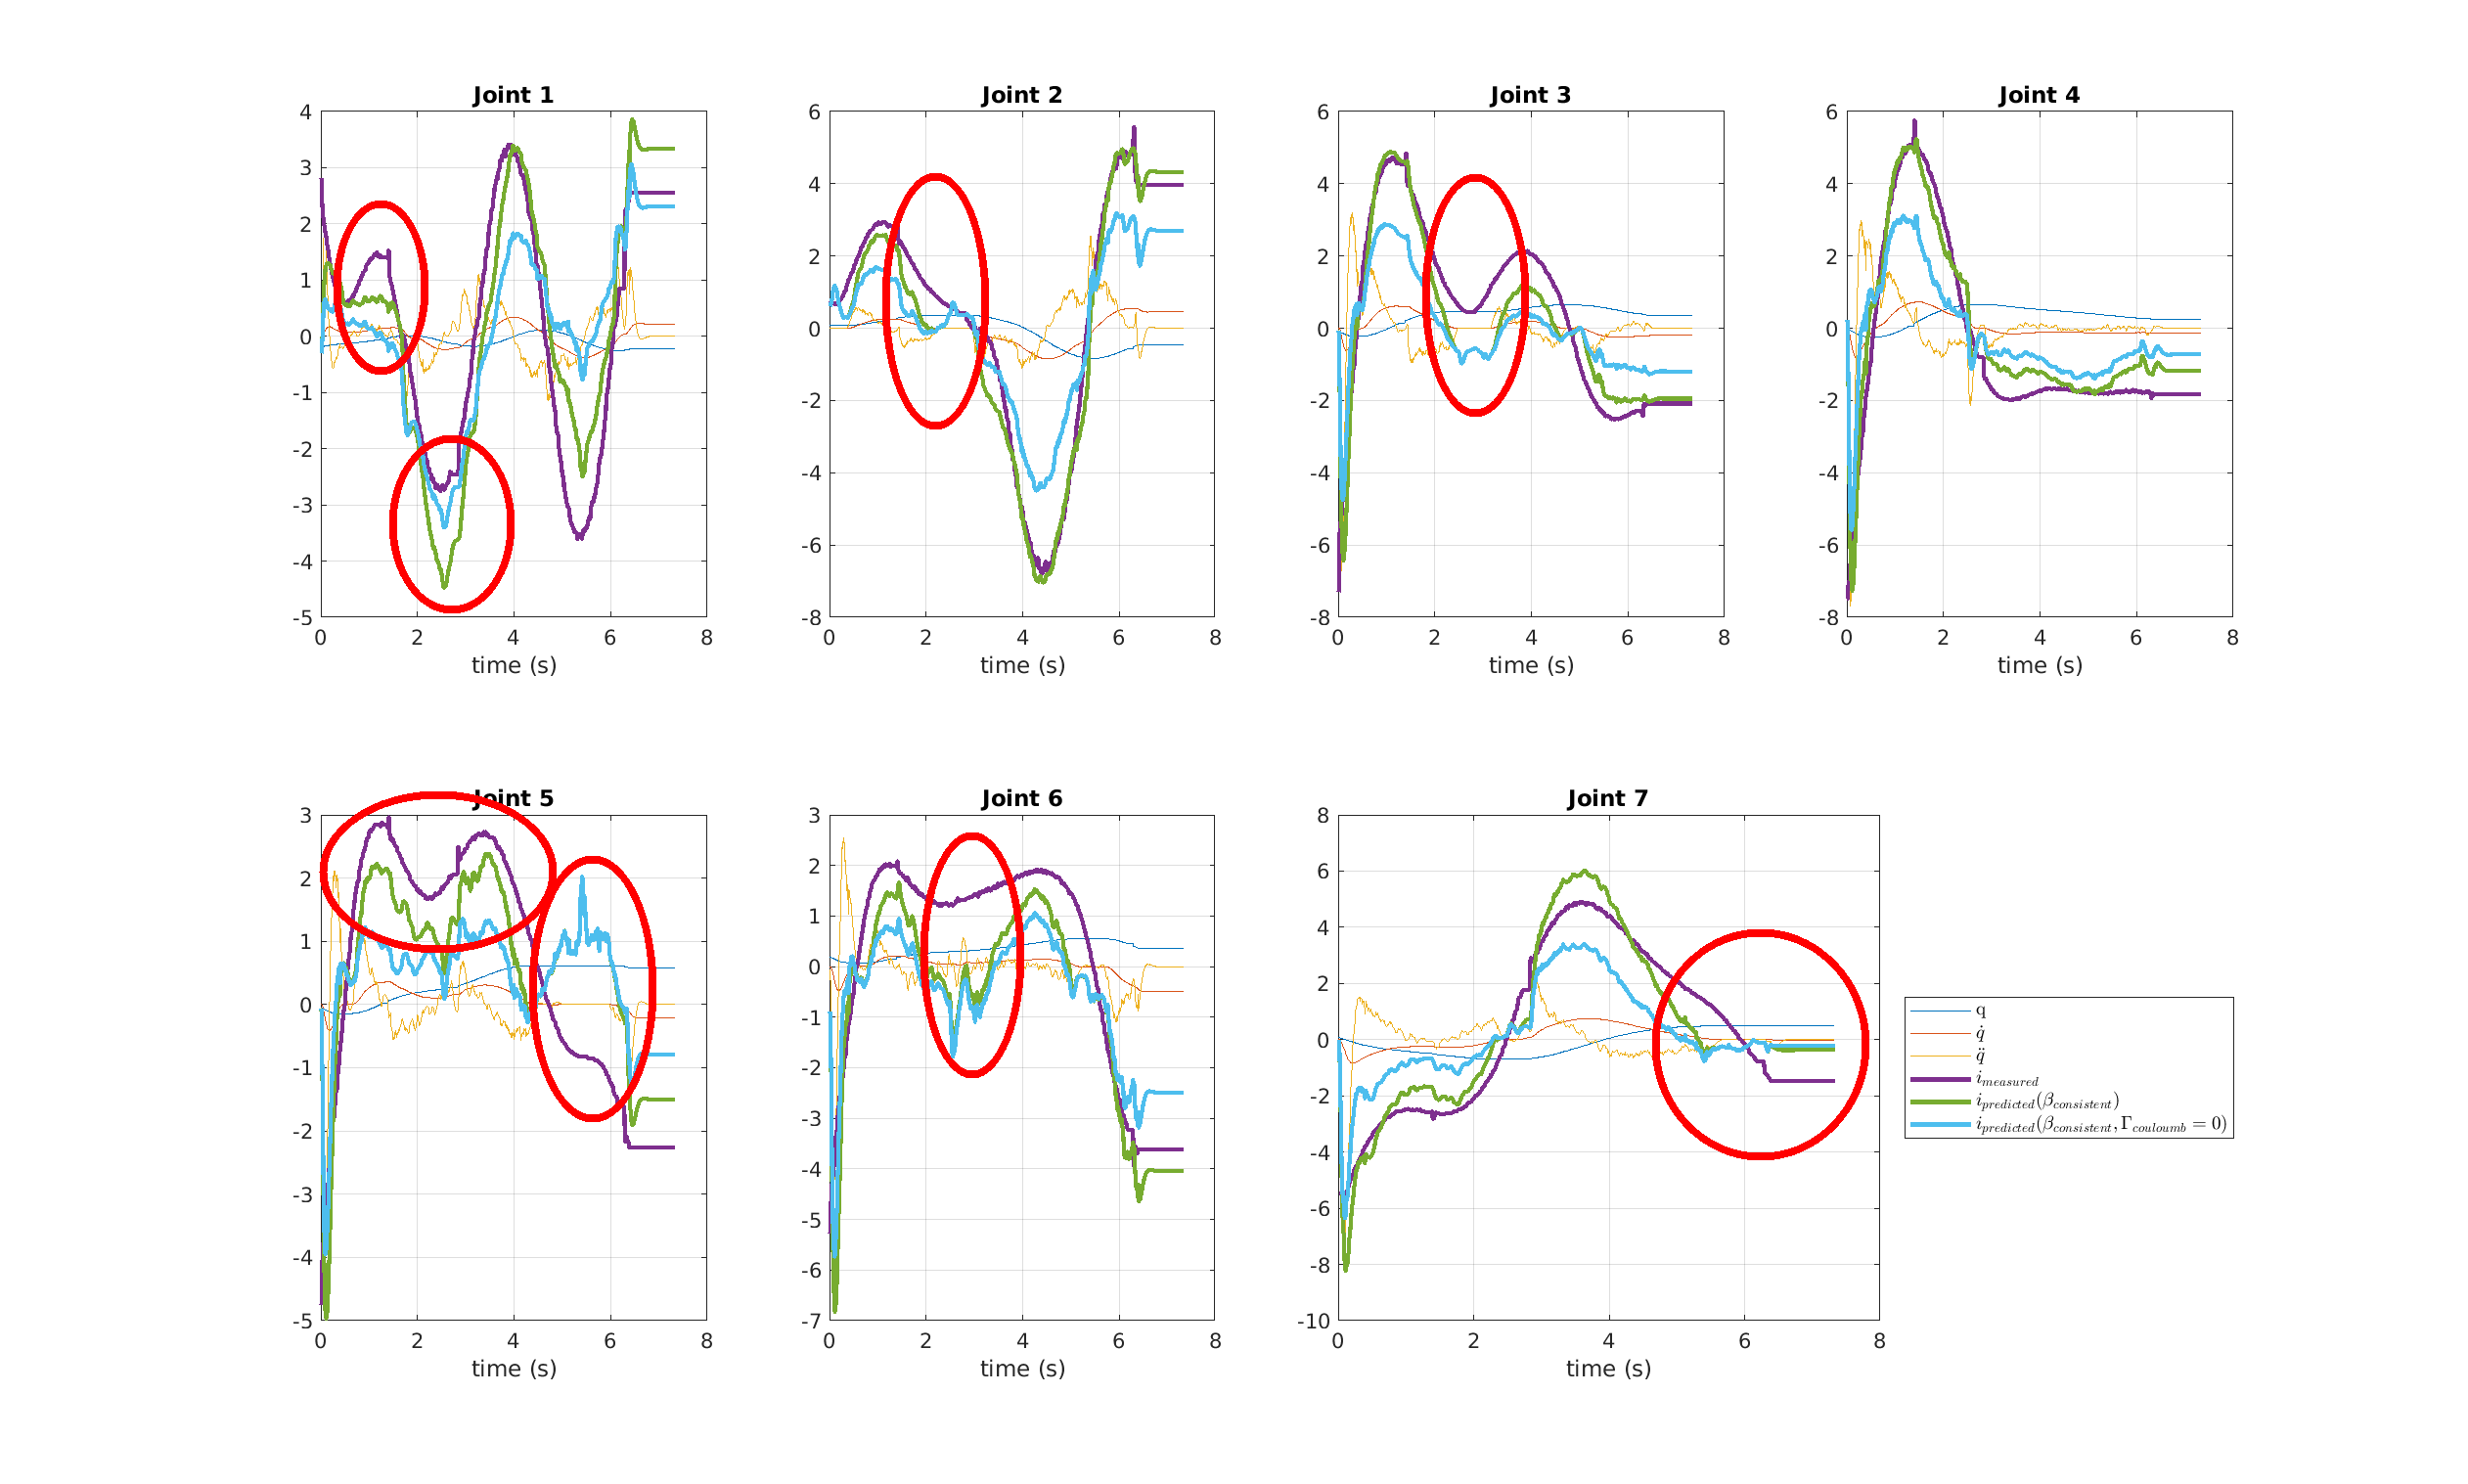 Joint 1
4
3
2
1
0
-1
-2
-3
-4
-5
0 2 4 6 8
time (s)
Joint 2
6
4
2
0
-2
-4
-6
-8
0 2 4 6 8
time (s)
Joint 3
6
4
2
0
-2
-4
-6
-8
0 2 4 6 8
time (s)
Joint 4
6
4
2
0
-2
-4
-6
-8
0 2 4 6 8
time (s)
Joint 5
3
2
1
0
-1
-2
-3
-4
-5
0 2 4 6 8
time (s)
Joint 6
3
2
1
0
-1
-2
-3
-4
-5
-6
-7
0 2 4 6 8
time (s)
Joint 7
8
6
4
2
0
-2
-4
-6
-8
-10
0 2 4 6 8
time (s)
q
q̇
q̈
i_measured
i_predicted(β_consistent)
i_predicted(β_consistent, Γ_couloumb = 0)